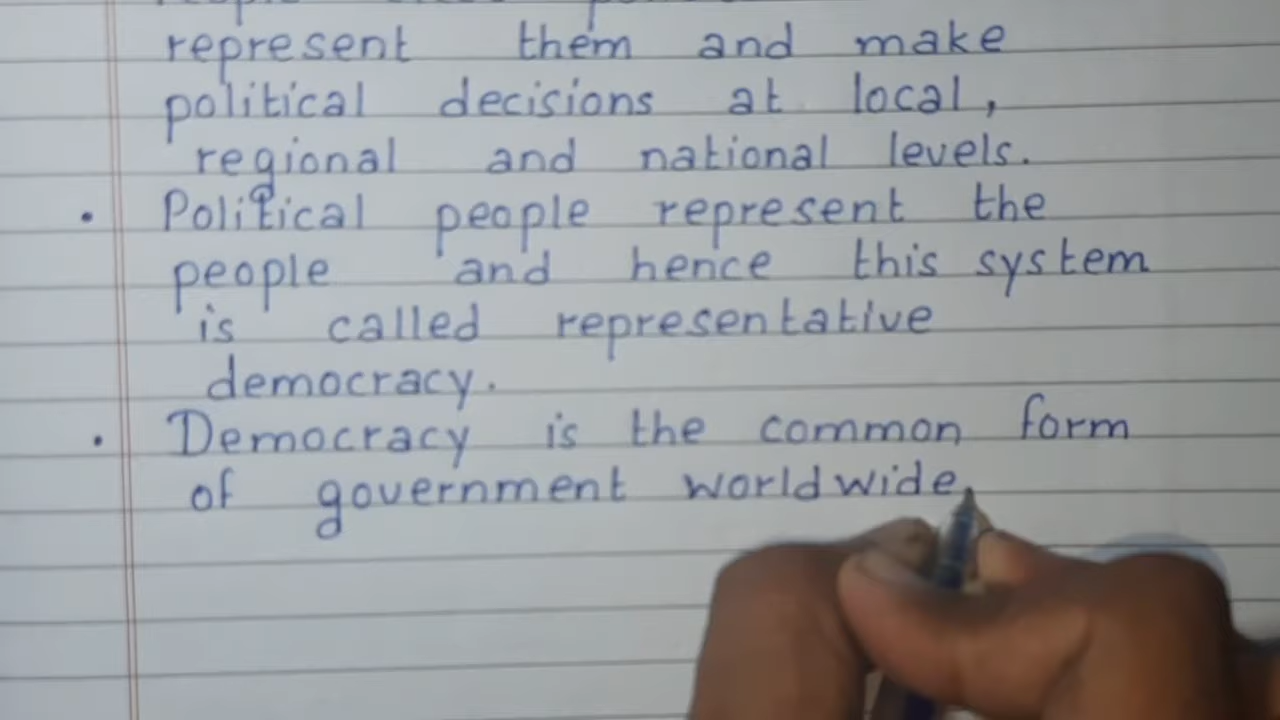 represent them and make
political decisions at local,
regional and national levels.
• Political people represent the
people and hence this system
is called representative
democracy.
• Democracy is the common form
of government worldwide.